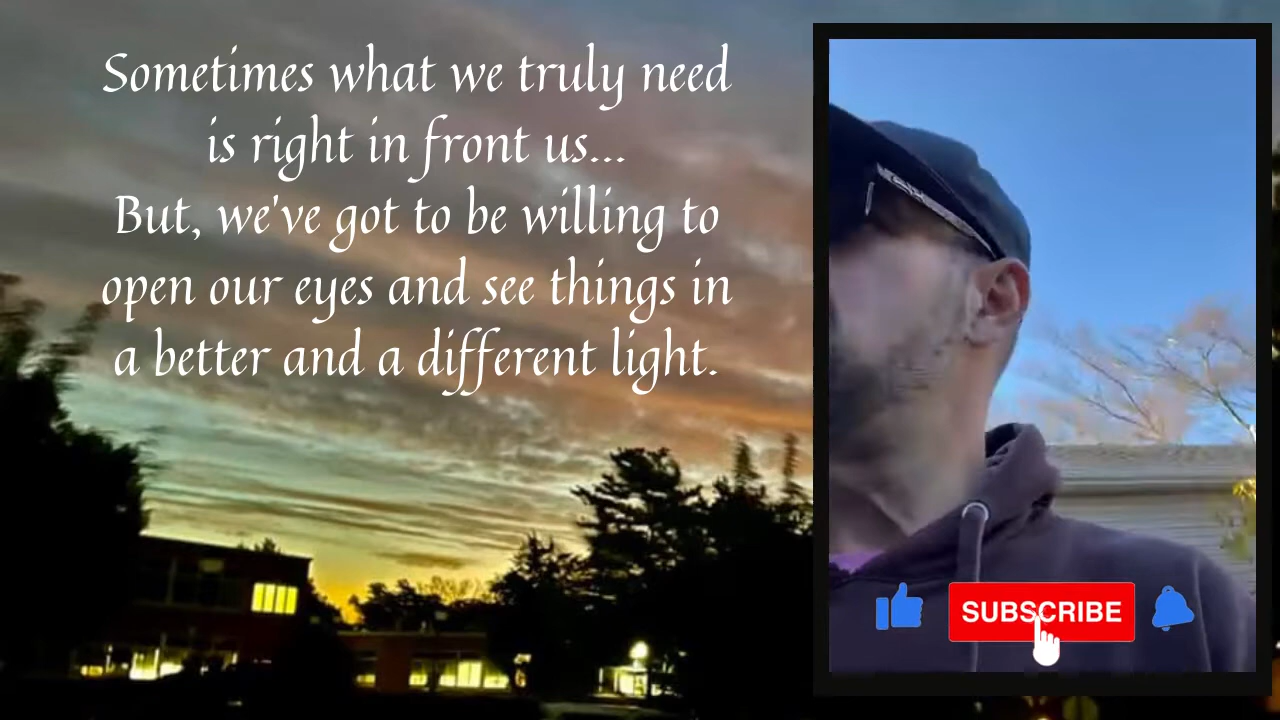 Sometimes what we truly need
is right in front us...
But, we've got to be willing to
open our eyes and see things in
a better and a different light.
SUBSCRIBE